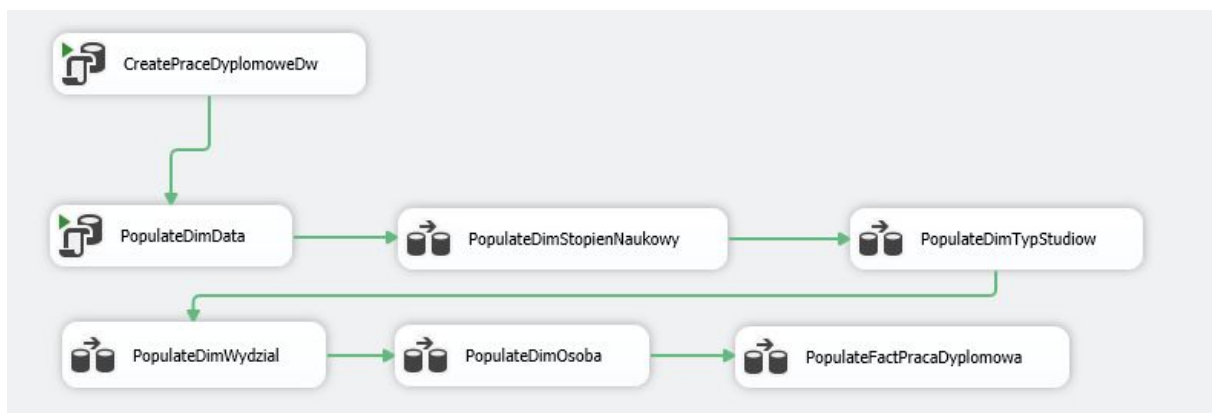 CreatePraceDyplomoweDw
PopulateDimData
PopulateDimStopienNaukowy
PopulateDimTypStudiow
PopulateDimWydzial
PopulateDimOsoba
PopulateFactPracaDyplomowa